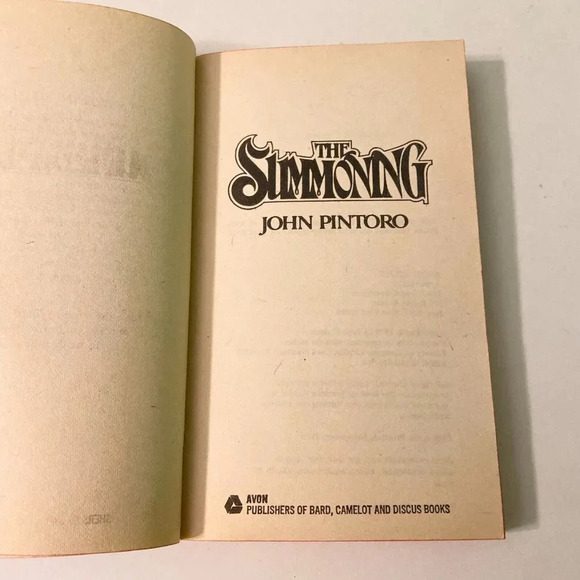 THE
SUMMONING
JOHN PINTORO
AVON
PUBLISHERS OF BARD, CAMELOT AND DISCUS BOOKS